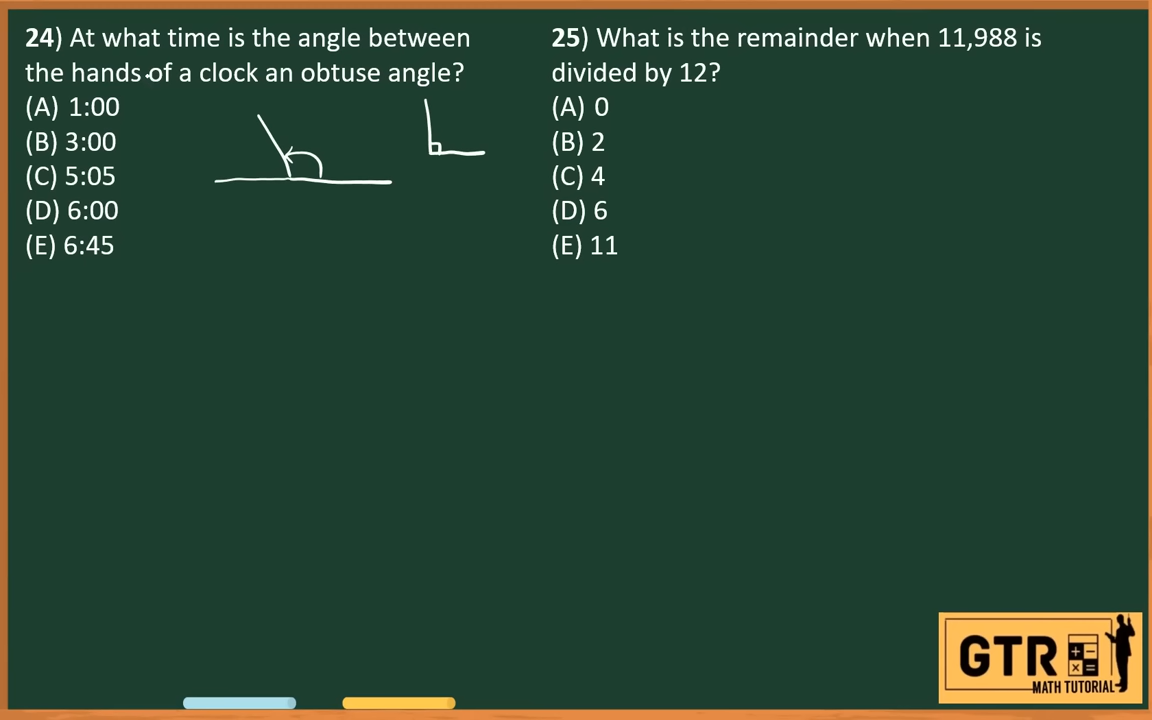 24) At what time is the angle between
the hands of a clock an obtuse angle?
(A) 1:00
(B) 3:00
(C) 5:05
(D) 6:00
(E) 6:45
25) What is the remainder when 11,988 is
divided by 12?
(A) 0
(B) 2
(C) 4
(D) 6
(E) 11
GTR
MATH TUTORIAL